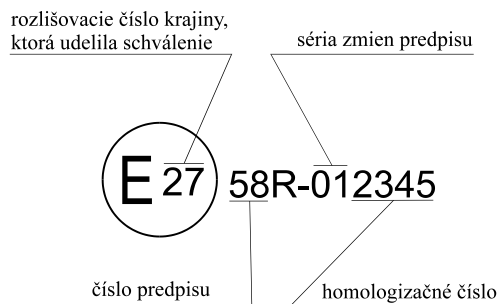 rozlišovacie číslo krajiny,
ktorá udelila schválenie
séria zmien predpisu
E 27 58R-012345
číslo predpisu
homologizačné číslo